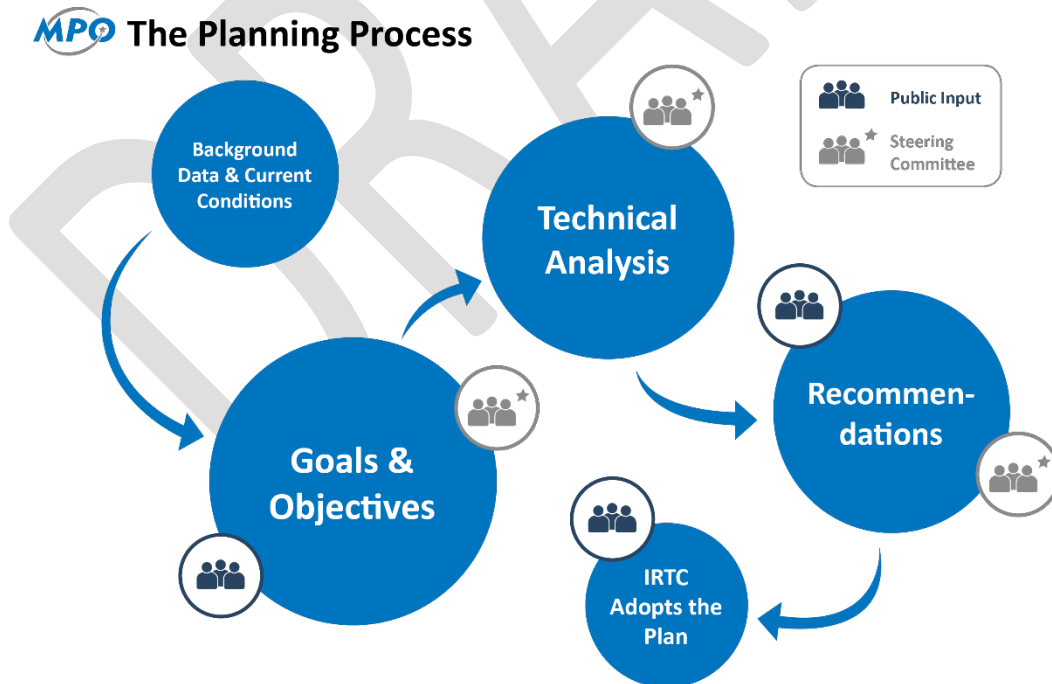 MPO The Planning Process
Background
Data & Current
Conditions
Technical
Analysis
Public Input
Steering
Committee
Goals &
Objectives
Recommen-
dations
IRTC
Adopts the
Plan
DRA